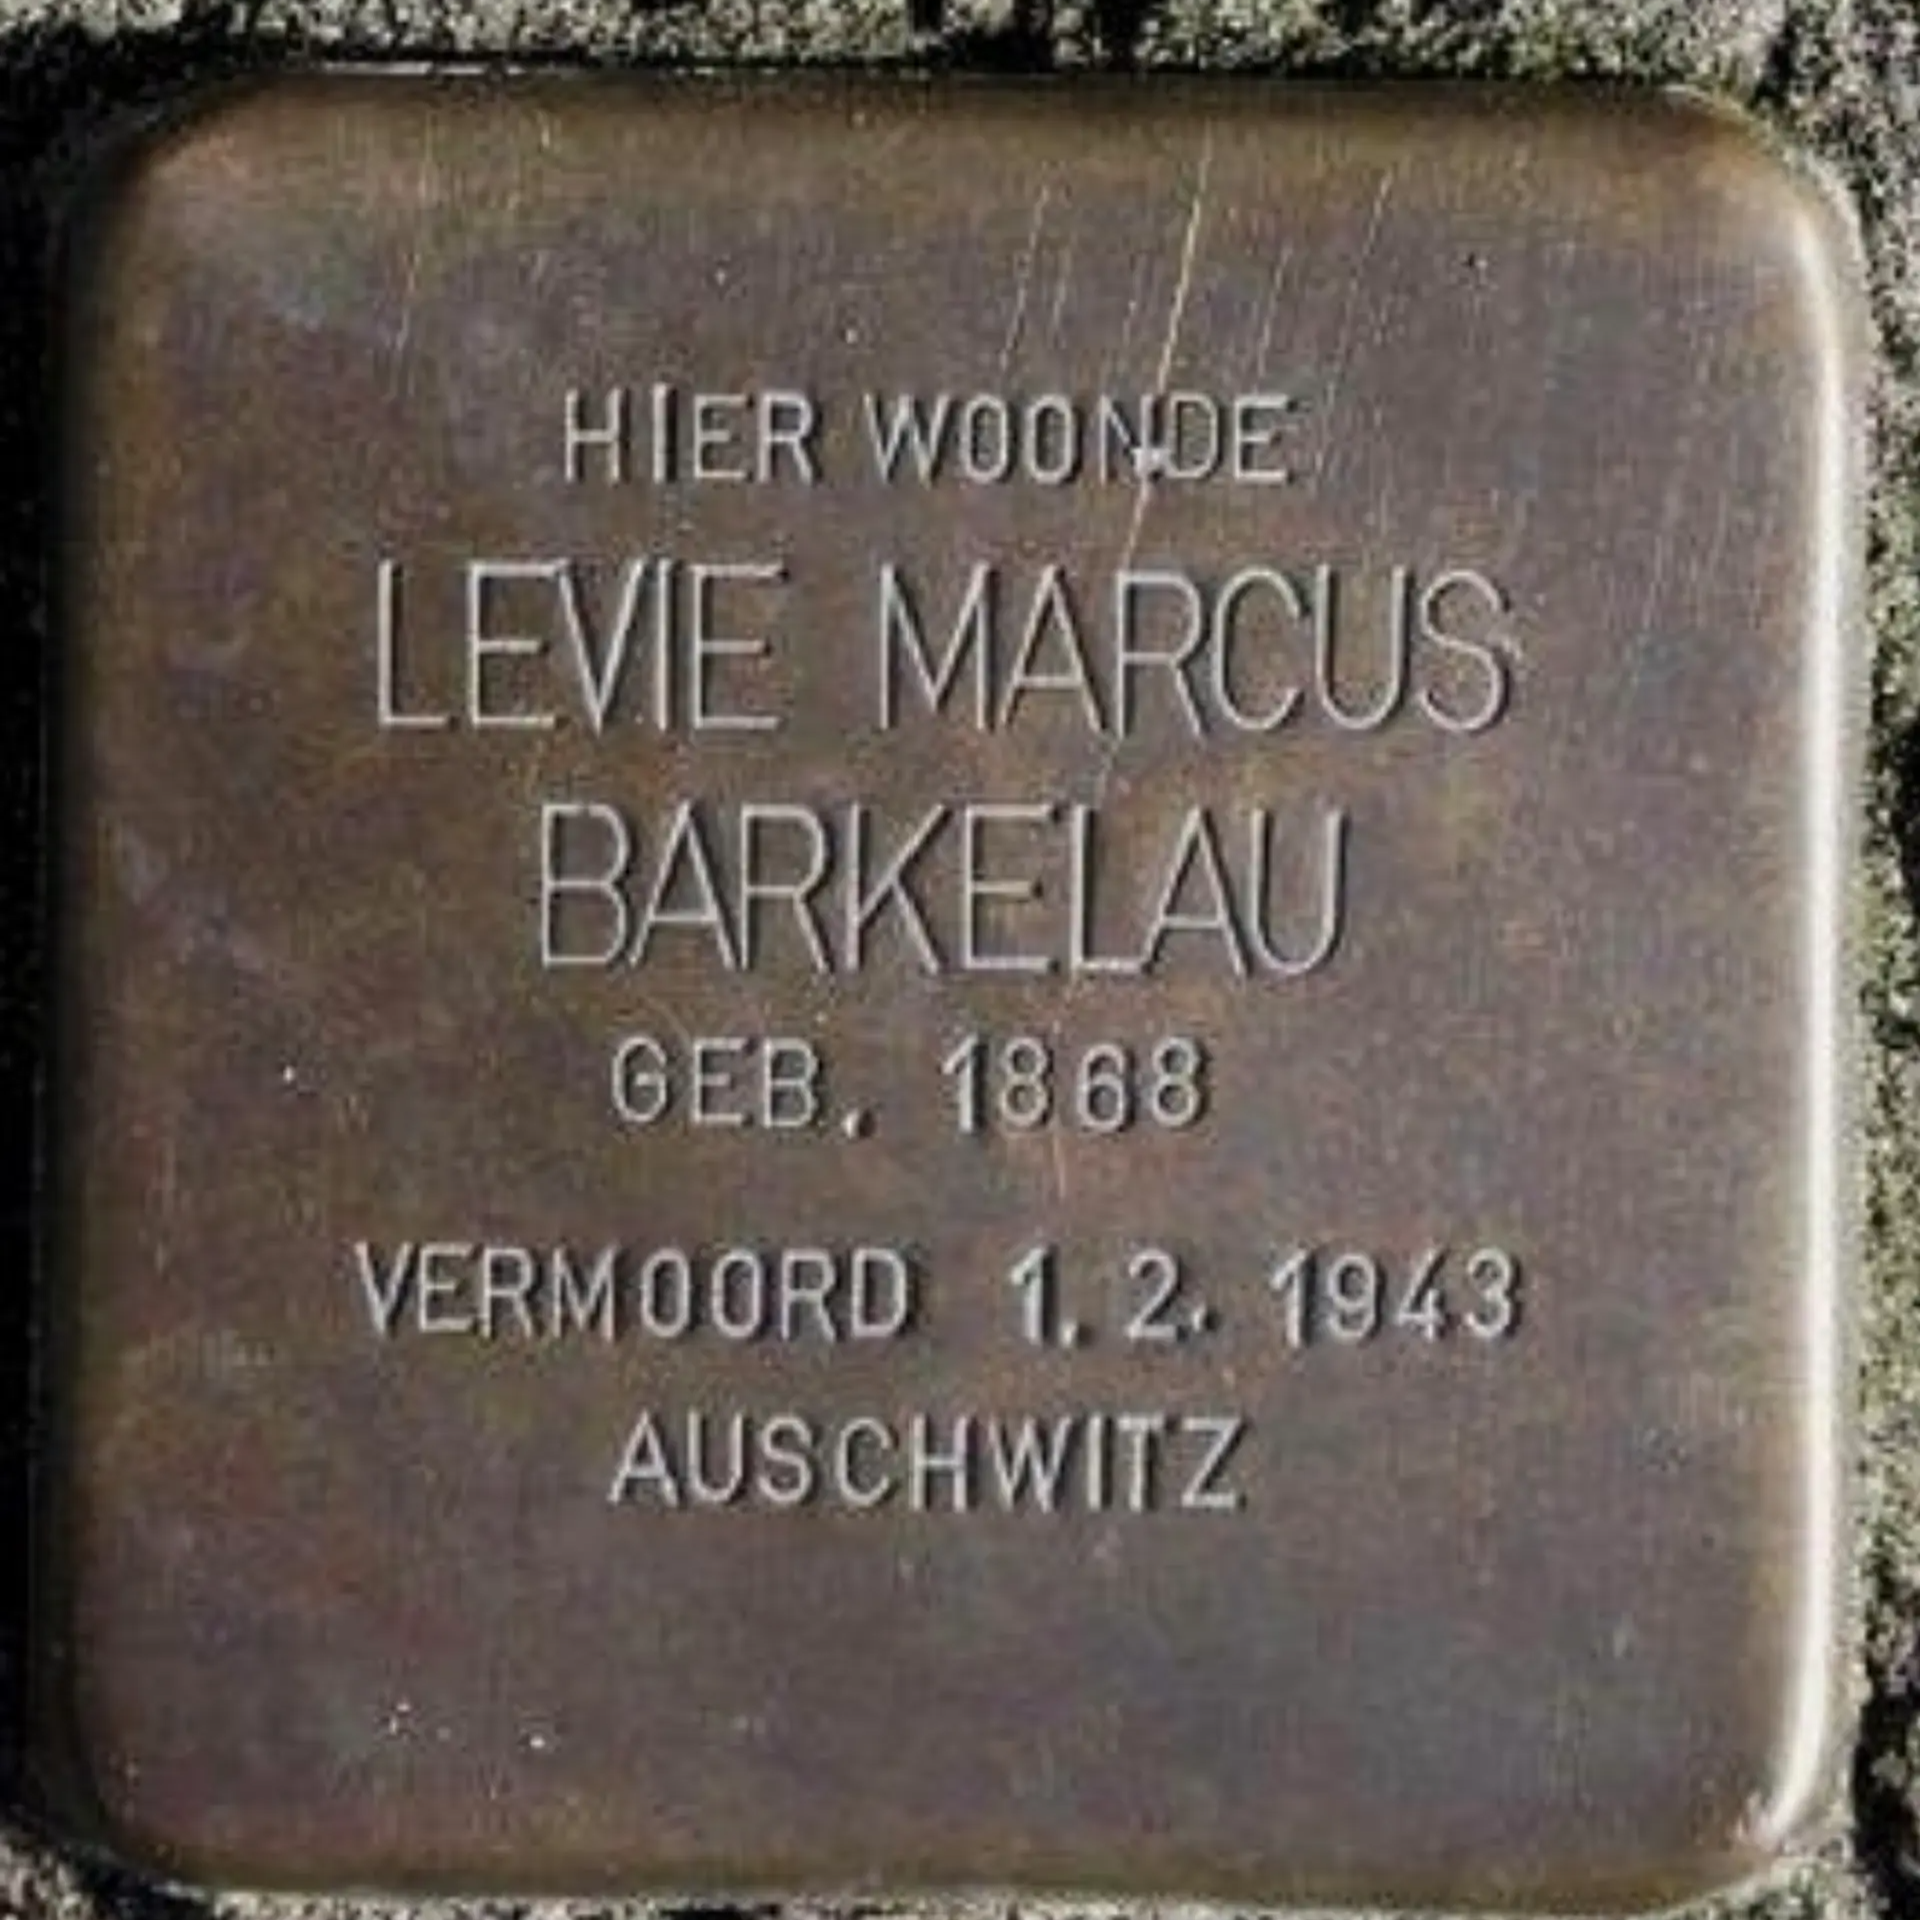 HIER WOONDE
LEVIE MARCUS
BARKELAU
GEB. 1868
VERMOORD 1.2.1943
AUSCHWITZ